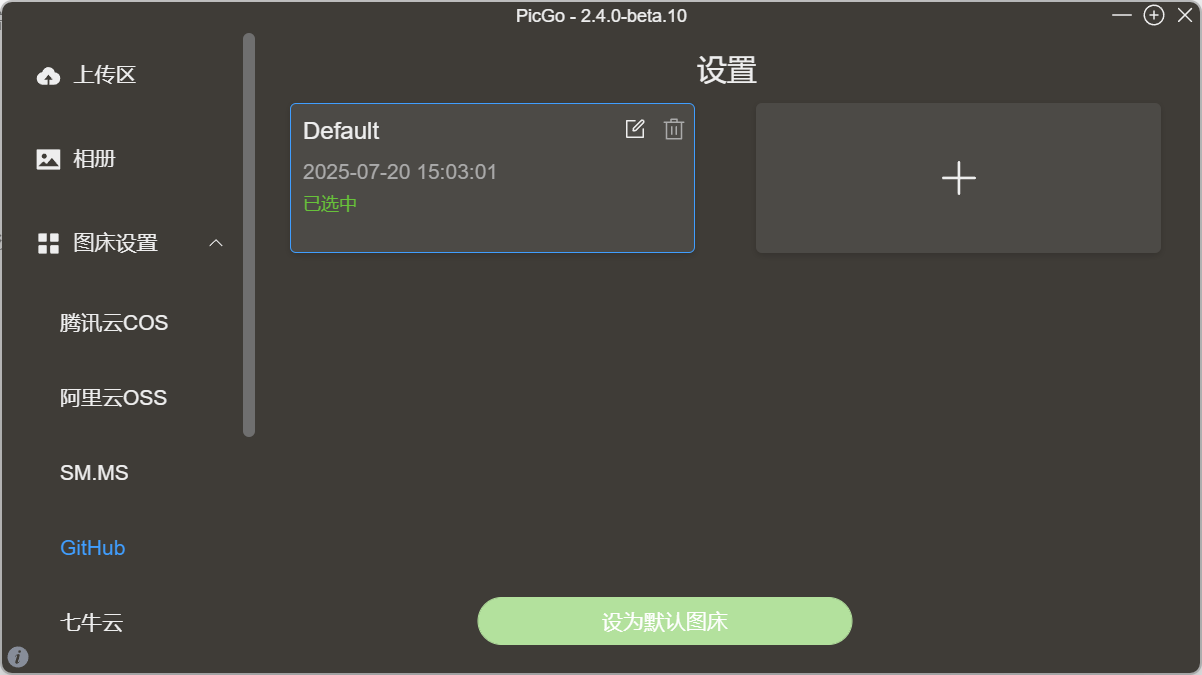 PicGo - 2.4.0-beta.10
上传区
相册
图床设置
腾讯云COS
阿里云OSS
SM.MS
GitHub
七牛云
设置
Default
2025-07-20 15:03:01
已选中
设为默认图床